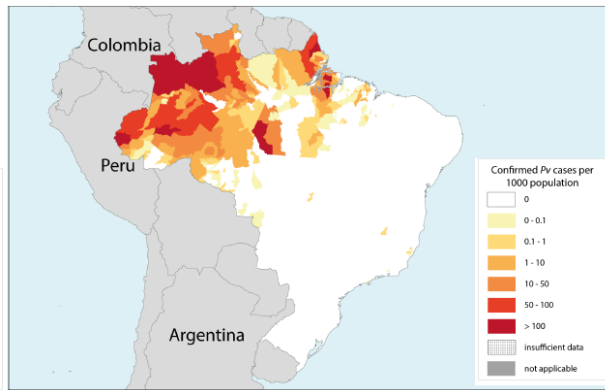 Colombia
Peru
Argentina
Confirmed Pv cases per
1000 population
0
0 - 0.1
0.1 - 1
1 - 10
10 - 50
50 - 100
> 100
insufficient data
not applicable